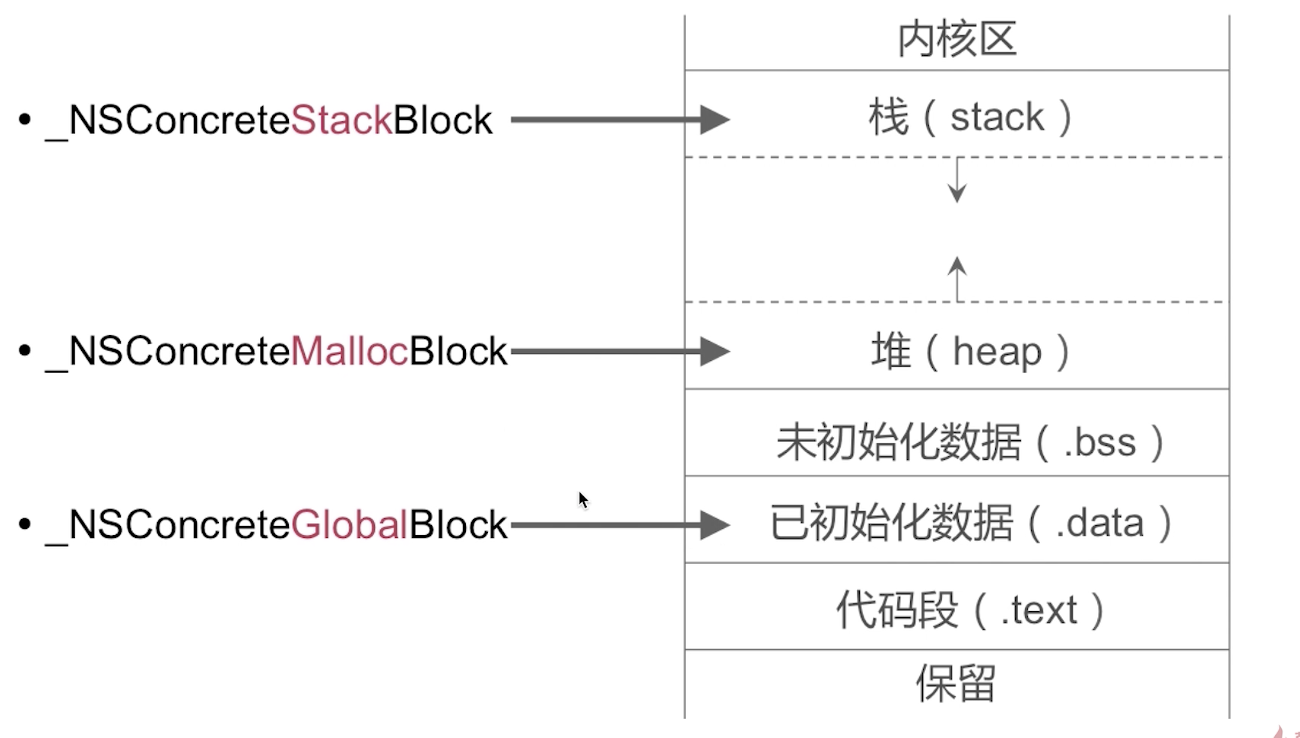 内核区
• _NSConcreteStackBlock
栈（stack）
• _NSConcreteMallocBlock
堆（heap）
未初始化数据（.bss）
• _NSConcreteGlobalBlock
已初始化数据（.data）
代码段（.text）
保留